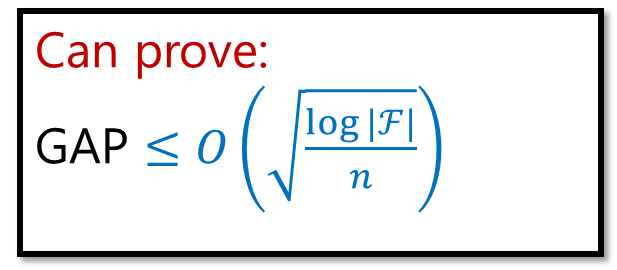 Can prove:
GAP ≤ O(√(log |ℱ| / n))